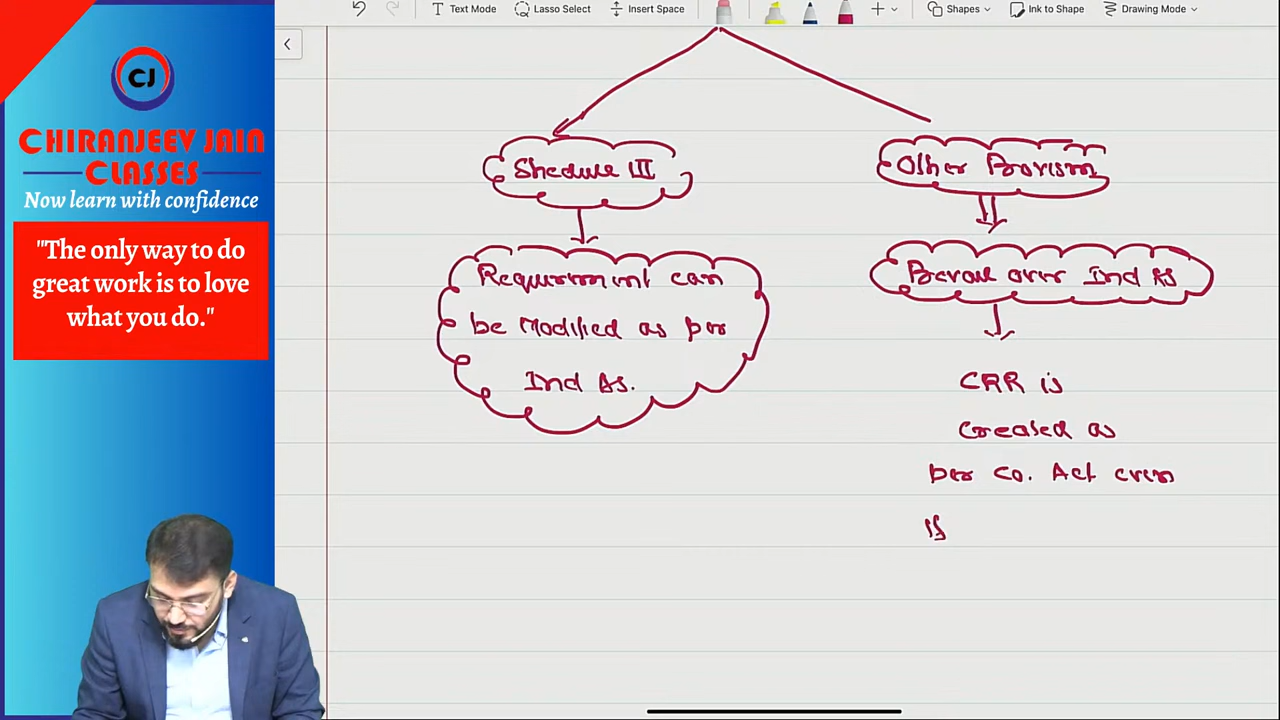 Text Mode
Lasso Select
Insert Space
Shapes
Ink to Shape
Drawing Mode
CJ
CHIRANJEEV JAIN
CLASSES
Now learn with confidence
"The only way to do
great work is to love
what you do."
Shedule III
Requirment can
be Modified as per
Ind As.
Other Provision
Prevail over Ind AS
CRR is
Created as
per Co. Act even
if